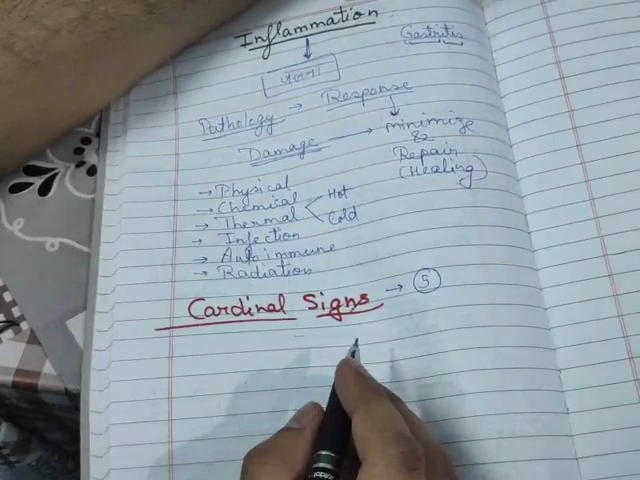 Inflammation
Gastritis
↓
जलना
Pathology → Response
↓
Damage → minimize
&
Repair
(Healing)
→ Physical
→ Chemical
→ Thermal < Hot
Cold
→ Infection
→ Autoimmune
→ Radiation
Cardinal Signs → 5